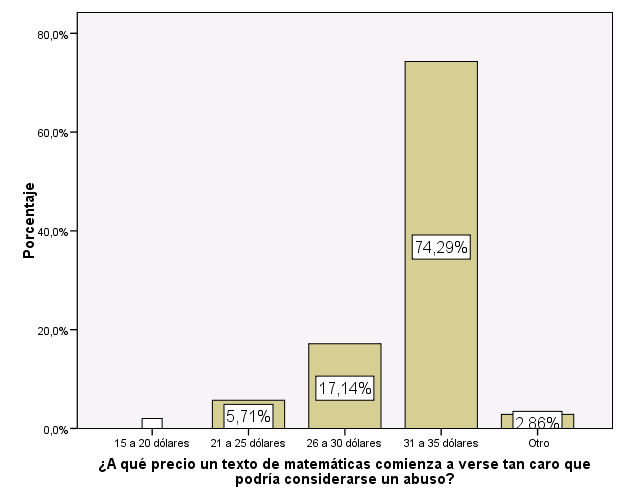 80,0%
60,0%
40,0%
20,0%
0,0%
Porcentaje
74,29%
17,14%
5,71%
2,86%
15 a 20 dólares 21 a 25 dólares 26 a 30 dólares 31 a 35 dólares Otro
¿A qué precio un texto de matemáticas comienza a verse tan caro que
podría considerarse un abuso?